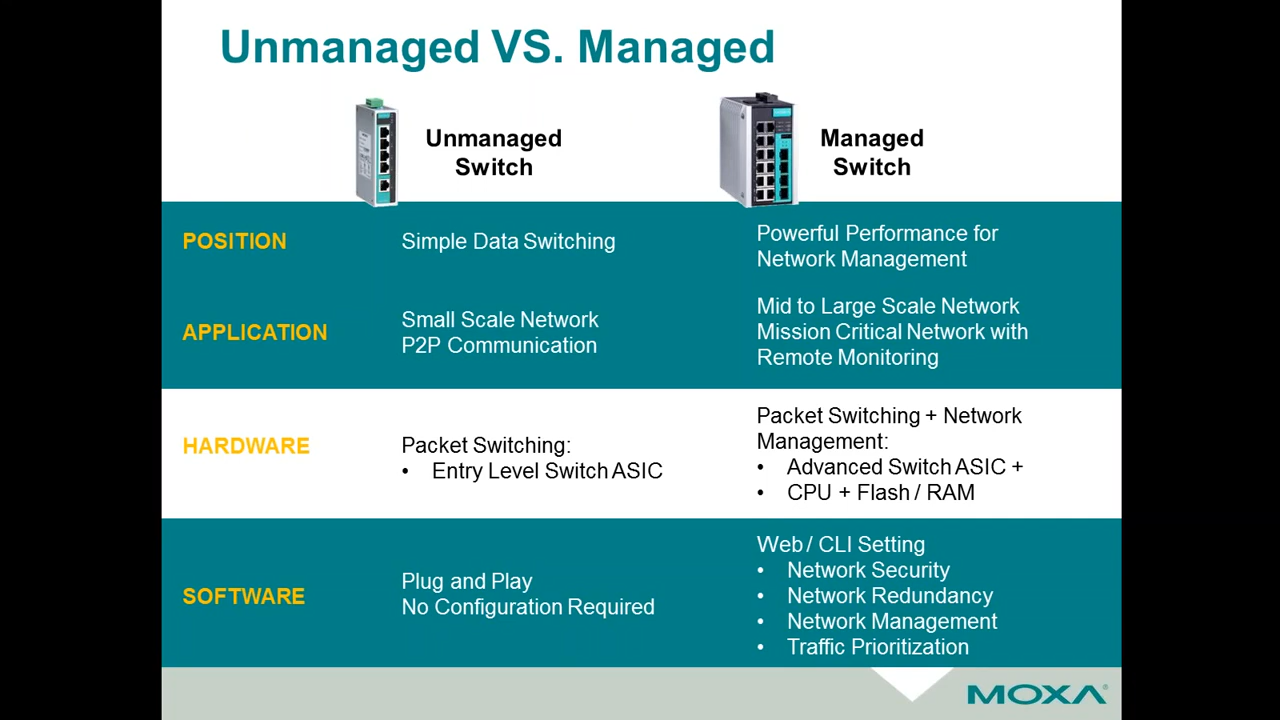 Unmanaged VS. Managed
Unmanaged
Switch
Managed
Switch
POSITION
Simple Data Switching
Powerful Performance for
Network Management
APPLICATION
Small Scale Network
P2P Communication
Mid to Large Scale Network
Mission Critical Network with
Remote Monitoring
HARDWARE
Packet Switching:
• Entry Level Switch ASIC
Packet Switching + Network
Management:
• Advanced Switch ASIC +
• CPU + Flash / RAM
SOFTWARE
Plug and Play
No Configuration Required
Web / CLI Setting
• Network Security
• Network Redundancy
• Network Management
• Traffic Prioritization
MOXA®